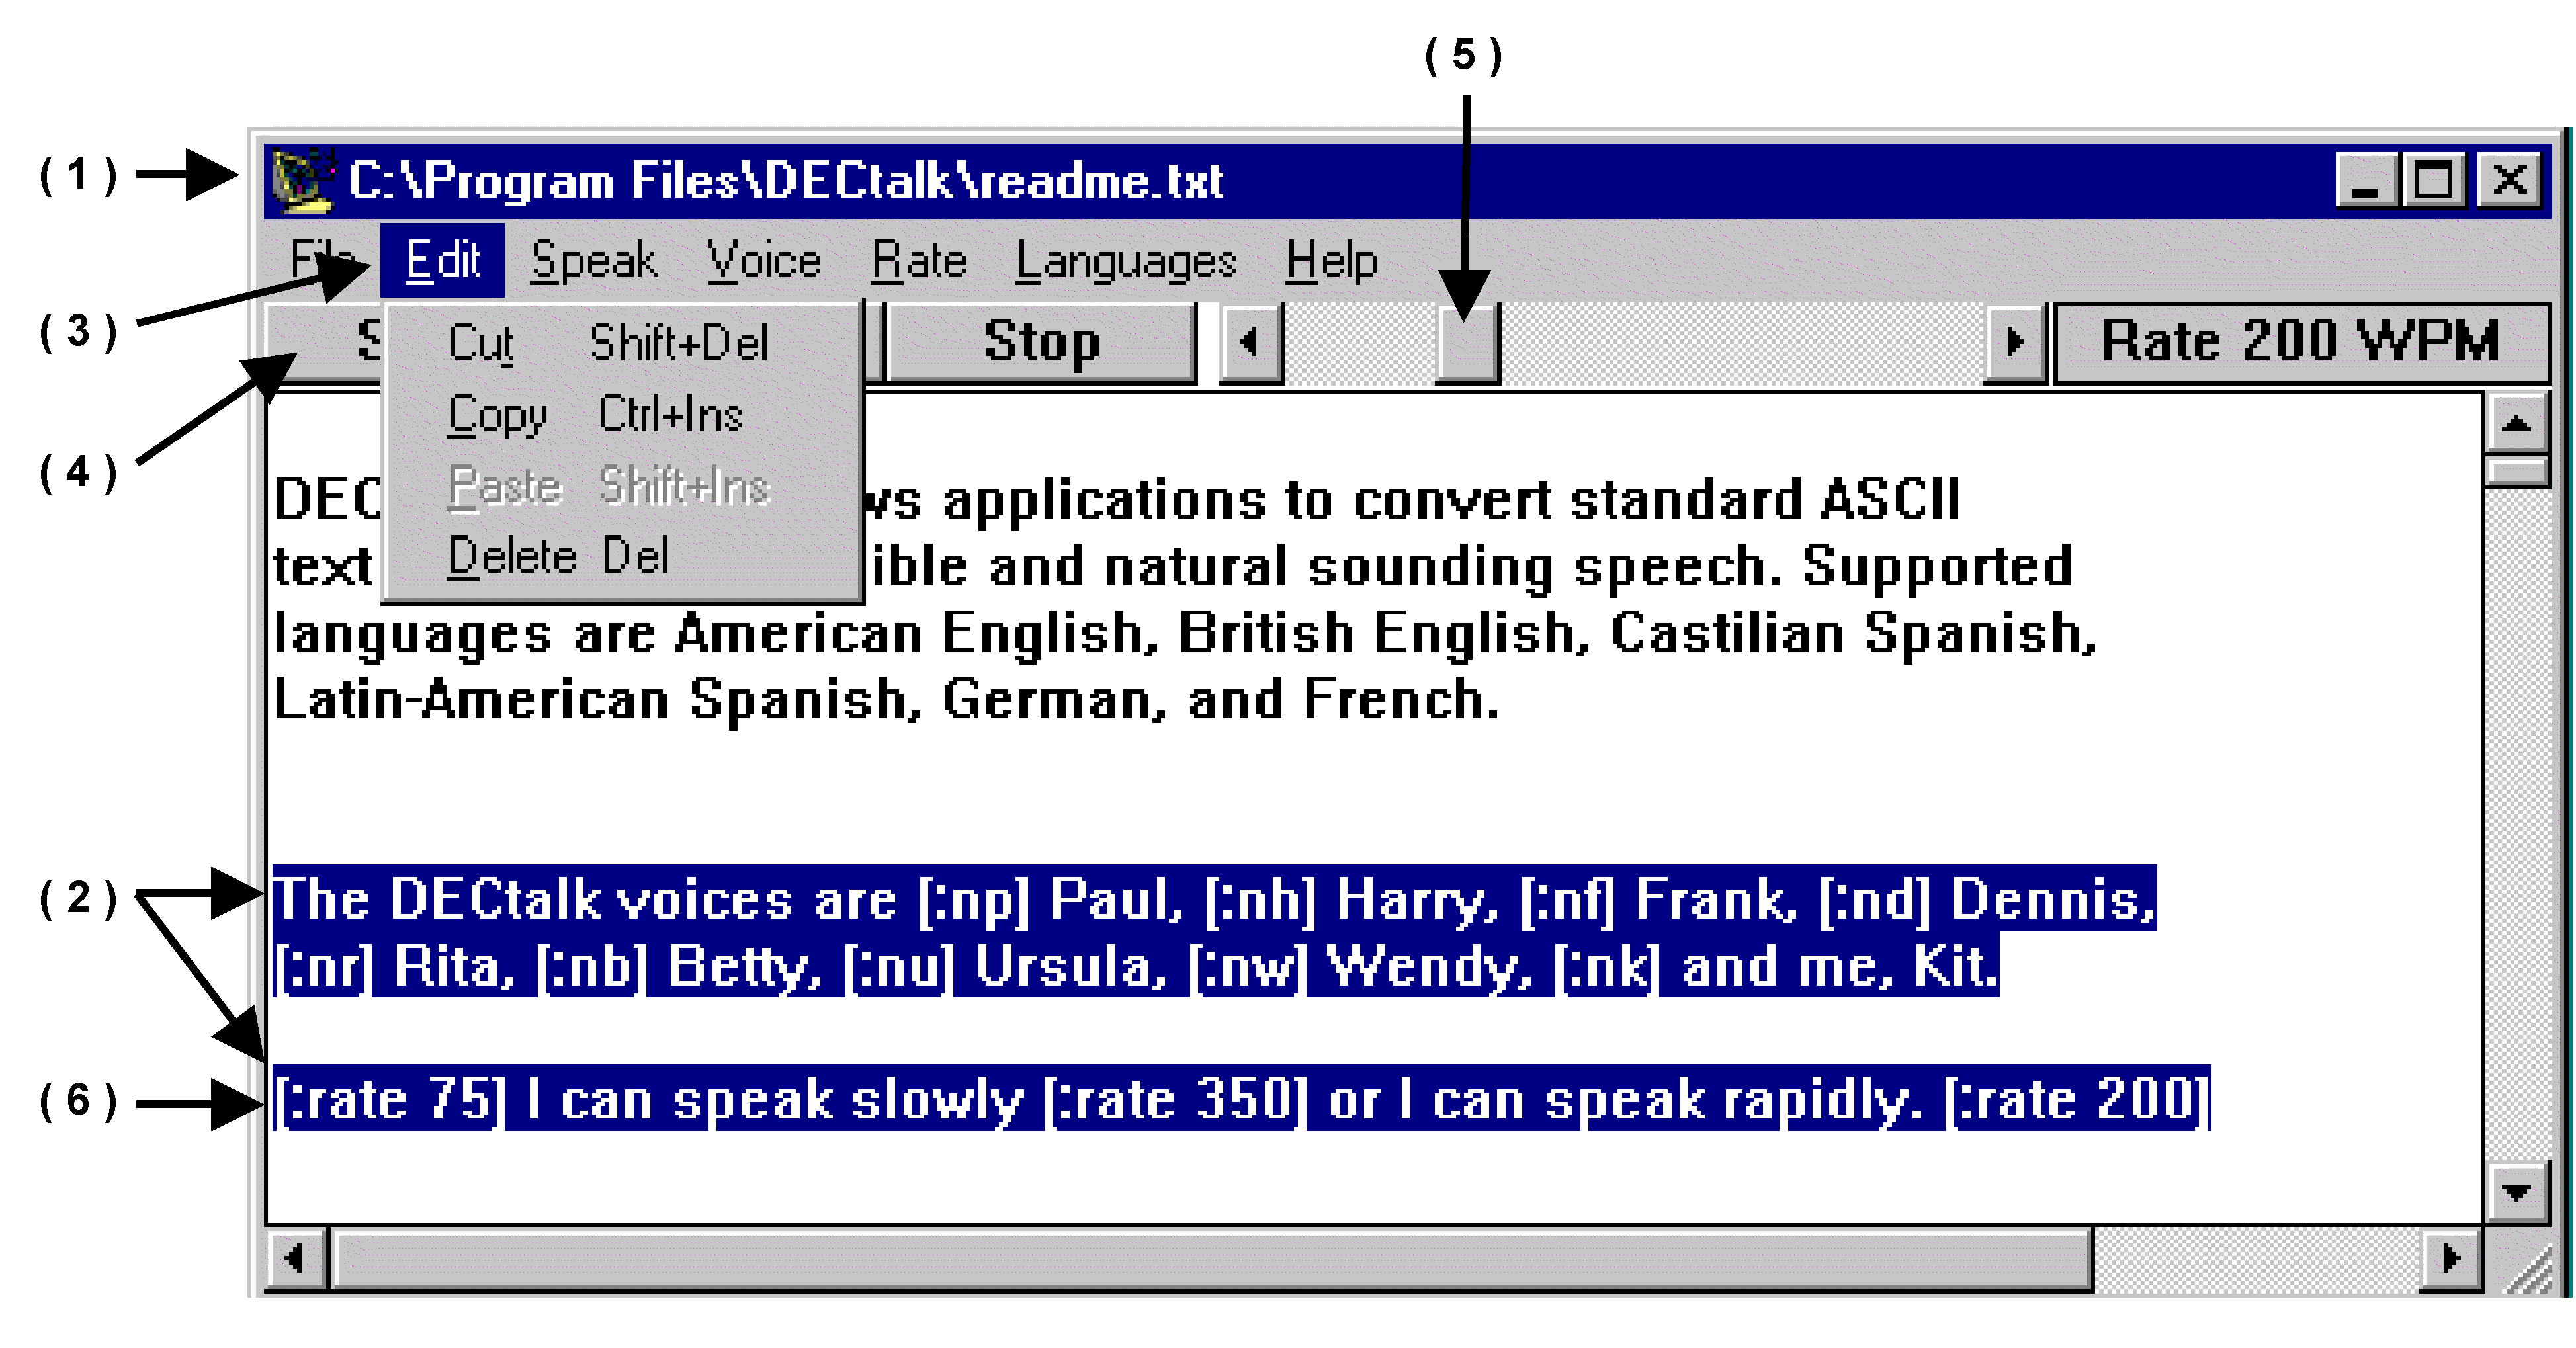 ( 5 )
( 1 )
C:\Program Files\DECtalk\readme.txt
File Edit Speak Voice Rate Languages Help
( 3 )
Stop Rate 200 WPM
Cut Shift+Del
Copy Ctrl+Ins
Paste Shift+Ins
Delete Del
( 4 )
DEC ws applications to convert standard ASCII
text ible and natural sounding speech. Supported
languages are American English, British English, Castilian Spanish,
Latin-American Spanish, German, and French.
( 2 )
The DECtalk voices are [:np] Paul, [:nh] Harry, [:nf] Frank, [:nd] Dennis,
[:nr] Rita, [:nb] Betty, [:nu] Ursula, [:nw] Wendy, [:nk] and me, Kit.
( 6 )
[:rate 75] I can speak slowly [:rate 350] or I can speak rapidly. [:rate 200]